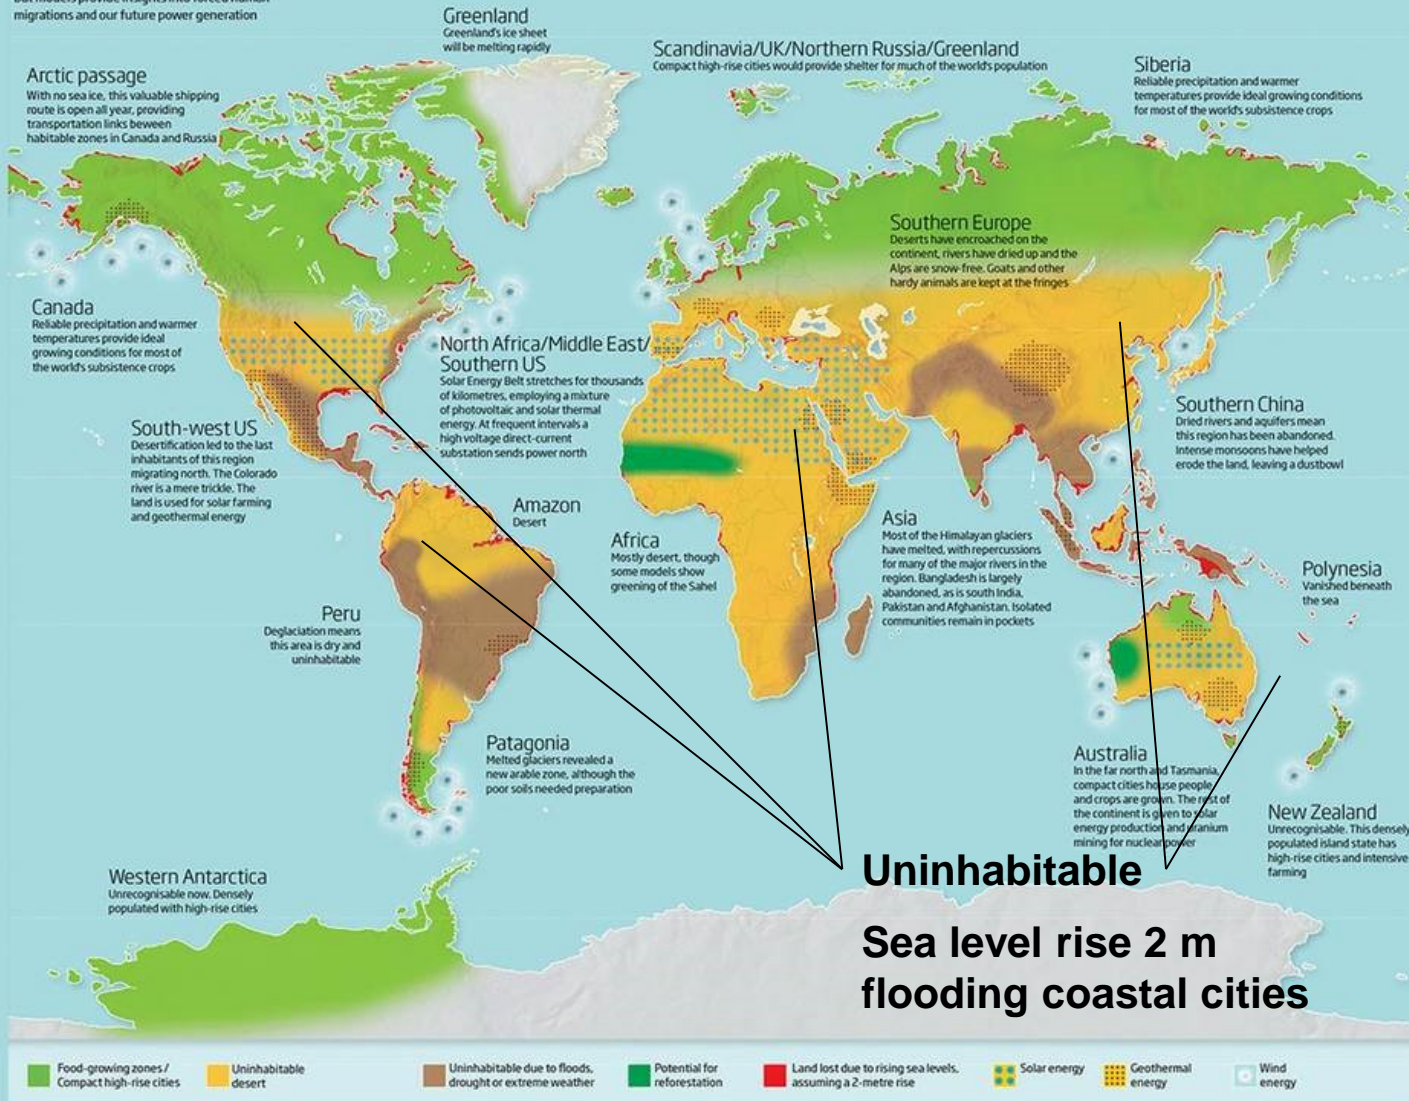 but models provide insights into forced human
migrations and our future power generation
Greenland
Greenland's ice sheet
will be melting rapidly
Scandinavia/UK/Northern Russia/Greenland
Compact high-rise cities would provide shelter for much of the world's population
Siberia
Reliable precipitation and warmer
temperatures provide ideal growing conditions
for most of the world's subsistence crops
Arctic passage
With no sea ice, this valuable shipping
route is open all year, providing
transportation links beween
habitable zones in Canada and Russia
Southern Europe
Deserts have encroached on the
continent, rivers have dried up and the
Alps are snow-free. Goats and other
hardy animals are kept at the fringes
Canada
Reliable precipitation and warmer
temperatures provide ideal
growing conditions for most of
the world's subsistence crops
North Africa/Middle East/
Southern US
Solar Energy Belt stretches for thousands
of kilometres, employing a mixture
of photovoltaic and solar thermal
energy. At frequent intervals a
high voltage direct-current
substation sends power north
South-west US
Desertification led to the last
inhabitants of this region
migrating north. The Colorado
river is a mere trickle. The
land is used for solar farming
and geothermal energy
Southern China
Dried rivers and aquifers mean
this region has been abandoned.
Intense monsoons have helped
erode the land, leaving a dustbowl
Amazon
Desert
Africa
Mostly desert, though
some models show
greening of the Sahel
Asia
Most of the Himalayan glaciers
have melted, with repercussions
for many of the major rivers in the
region. Bangladesh is largely
abandoned, as is south India,
Pakistan and Afghanistan. Isolated
communities remain in pockets
Polynesia
Vanished beneath
the sea
Peru
Deglaciation means
this area is dry and
uninhabitable
Patagonia
Melted glaciers revealed a
new arable zone, although the
poor soils needed preparation
Australia
In the far north and Tasmania,
compact cities house people
and crops are grown. The rest of
the continent is given to solar
energy production and uranium
mining for nuclear power
New Zealand
Unrecognisable. This densely
populated island state has
high-rise cities and intensive
farming
Western Antarctica
Unrecognisable now. Densely
populated with high-rise cities
Uninhabitable
Sea level rise 2 m
flooding coastal cities
Food-growing zones/
Compact high-rise cities
Uninhabitable
desert
Uninhabitable due to floods,
drought or extreme weather
Potential for
reforestation
Land lost due to rising sea levels,
assuming a 2-metre rise
Solar energy
Geothermal
energy
Wind
energy